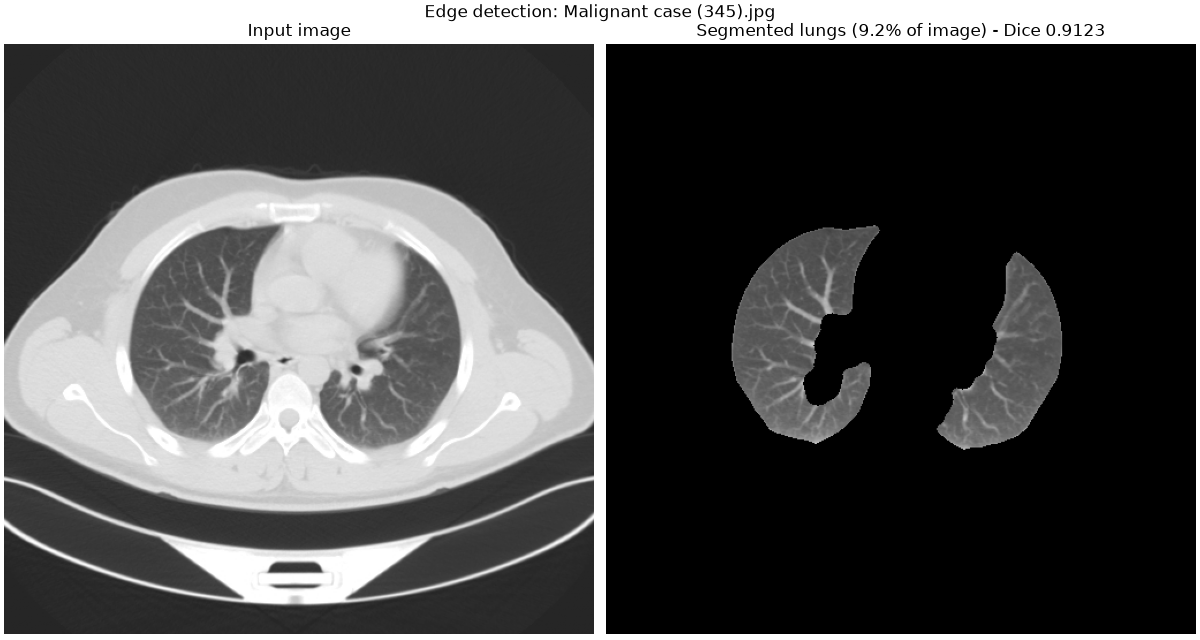 Edge detection: Malignant case (345).jpg
Input image
Segmented lungs (9.2% of image) - Dice 0.9123